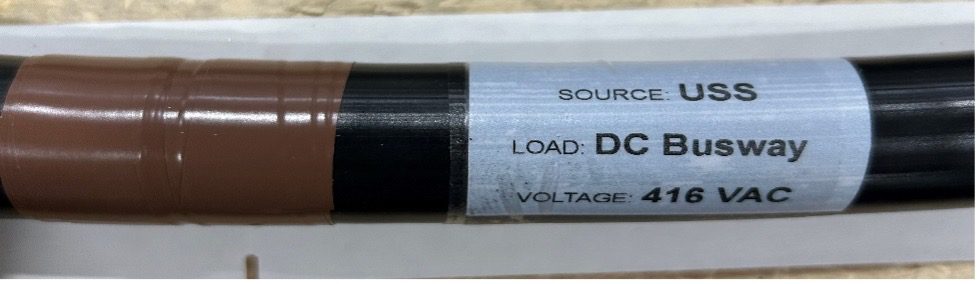 SOURCE: USS
LOAD: DC Busway
VOLTAGE: 416 VAC